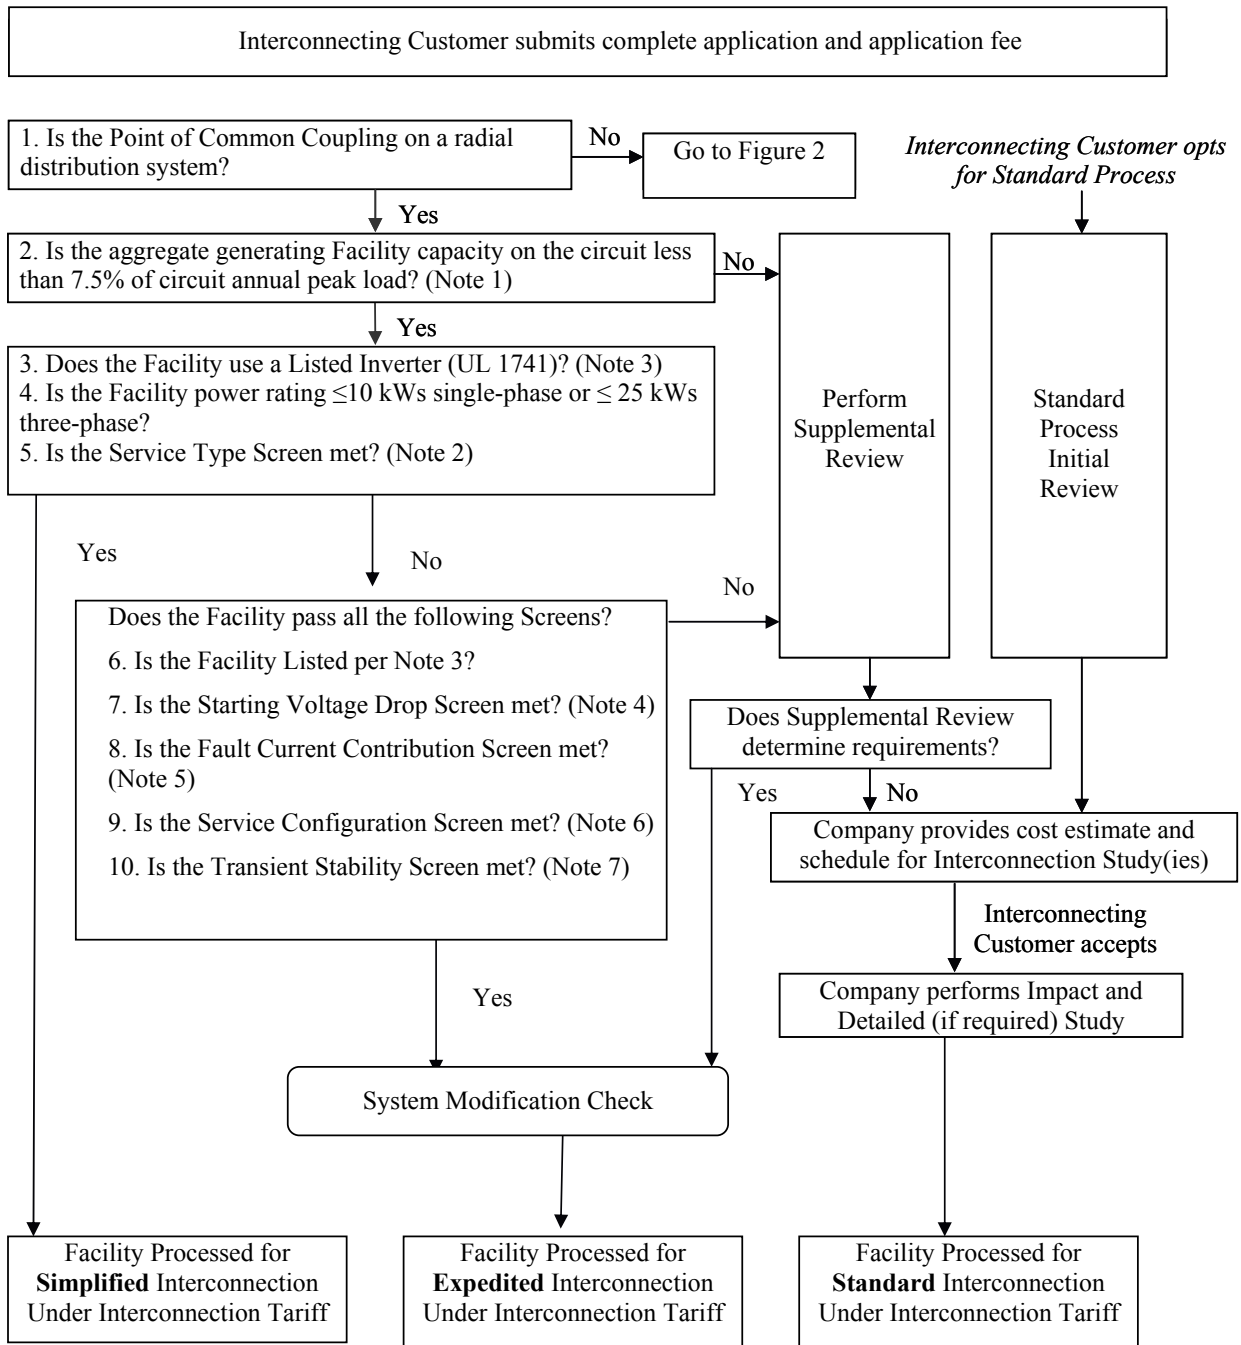 Interconnecting Customer submits complete application and application fee
1. Is the Point of Common Coupling on a radial
distribution system?
No
Go to Figure 2
Interconnecting Customer opts
for Standard Process
Yes
2. Is the aggregate generating Facility capacity on the circuit less
than 7.5% of circuit annual peak load? (Note 1)
No
Yes
3. Does the Facility use a Listed Inverter (UL 1741)? (Note 3)
4. Is the Facility power rating ≤10 kWs single-phase or ≤ 25 kWs
three-phase?
5. Is the Service Type Screen met? (Note 2)
Perform
Supplemental
Review
Standard
Process
Initial
Review
Yes
No
No
Does the Facility pass all the following Screens?
6. Is the Facility Listed per Note 3?
7. Is the Starting Voltage Drop Screen met? (Note 4)
8. Is the Fault Current Contribution Screen met?
(Note 5)
9. Is the Service Configuration Screen met? (Note 6)
10. Is the Transient Stability Screen met? (Note 7)
Does Supplemental Review
determine requirements?
Yes
No
Company provides cost estimate and
schedule for Interconnection Study(ies)
Interconnecting
Customer accepts
Company performs Impact and
Detailed (if required) Study
Yes
System Modification Check
Facility Processed for
Simplified Interconnection
Under Interconnection Tariff
Facility Processed for
Expedited Interconnection
Under Interconnection Tariff
Facility Processed for
Standard Interconnection
Under Interconnection Tariff